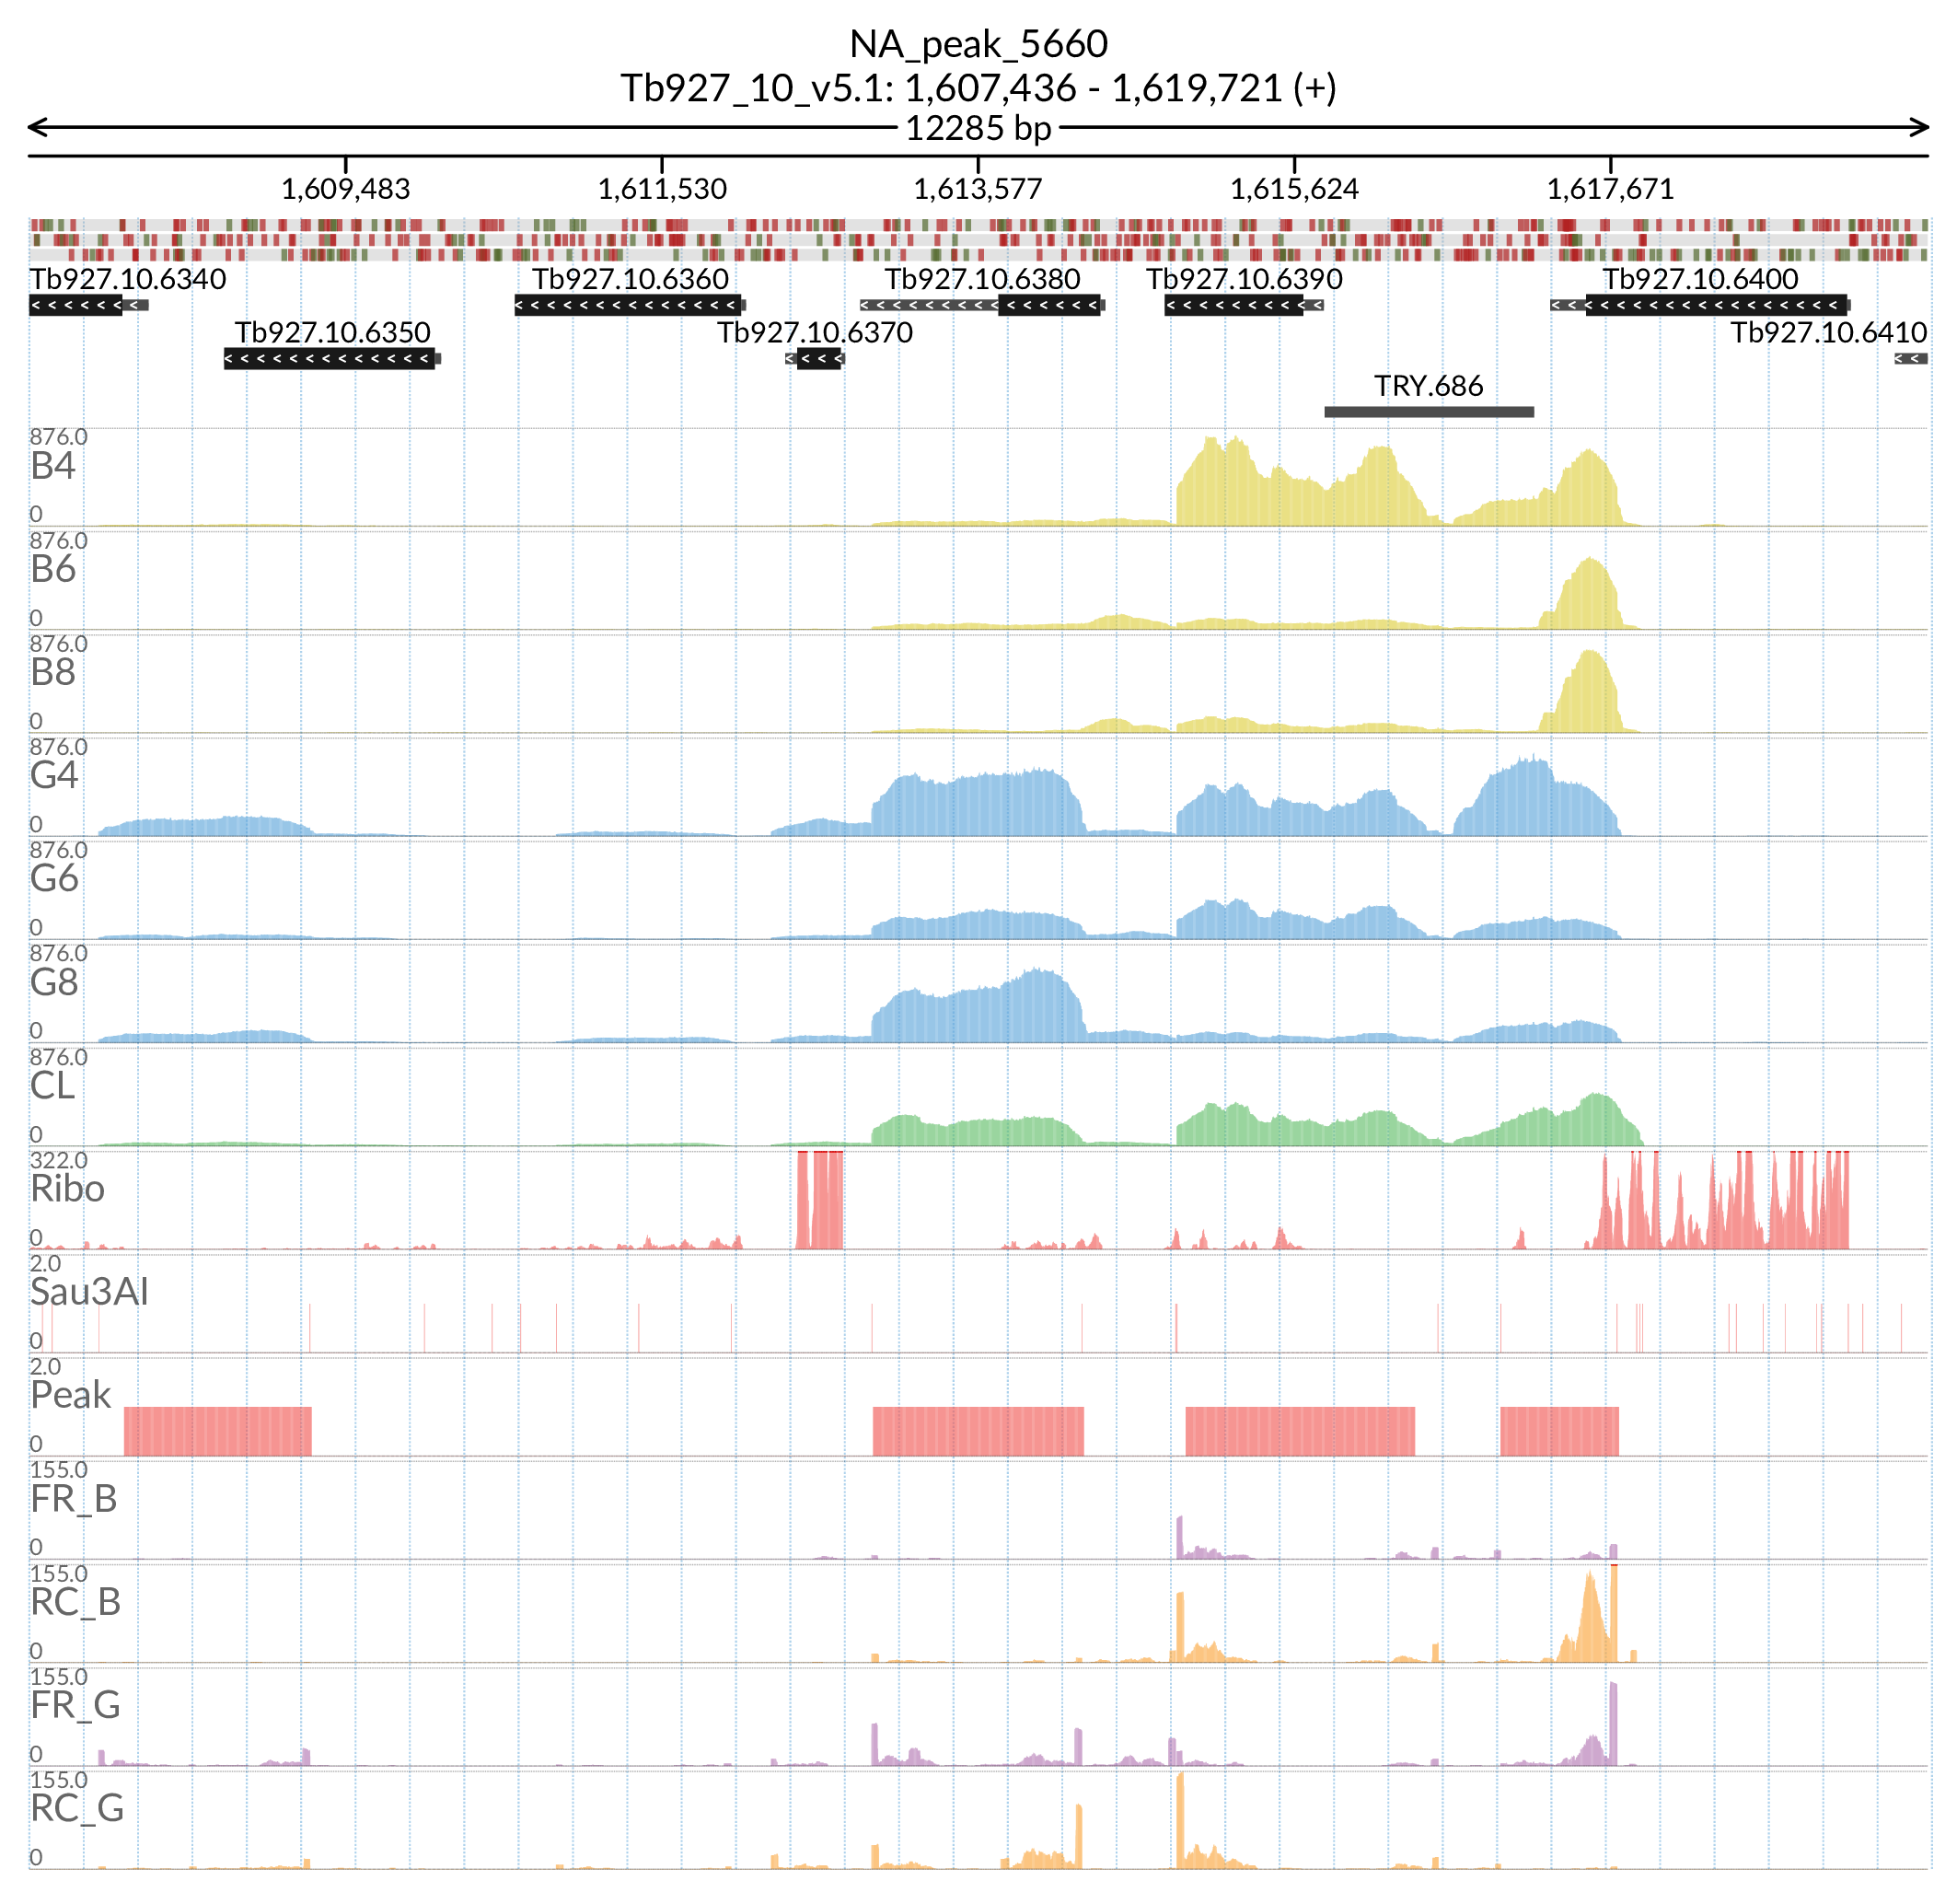 NA_peak_5660
Tb927_10_v5.1: 1,607,436 - 1,619,721 (+)
12285 bp
1,609,483 1,611,530 1,613,577 1,615,624 1,617,671
Tb927.10.6340 Tb927.10.6360 Tb927.10.6380 Tb927.10.6390 Tb927.10.6400
Tb927.10.6350 Tb927.10.6370 Tb927.10.6410
TRY.686
876.0
B4
0
876.0
B6
0
876.0
B8
0
876.0
G4
0
876.0
G6
0
876.0
G8
0
876.0
CL
0
322.0
Ribo
0
2.0
Sau3AI
0
2.0
Peak
0
155.0
FR_B
0
155.0
RC_B
0
155.0
FR_G
0
155.0
RC_G
0